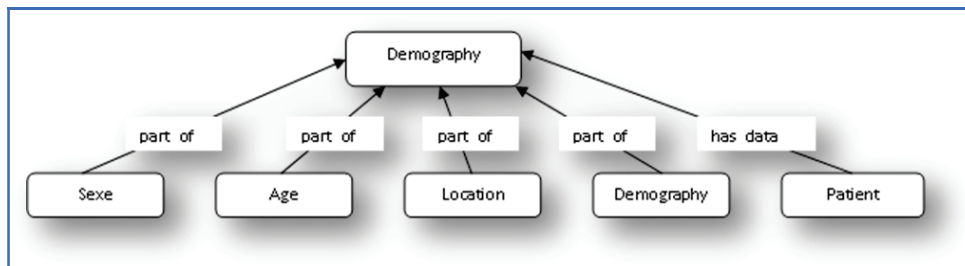 Demography
part of
part of
part of
part of
has data
Sexe
Age
Location
Demography
Patient